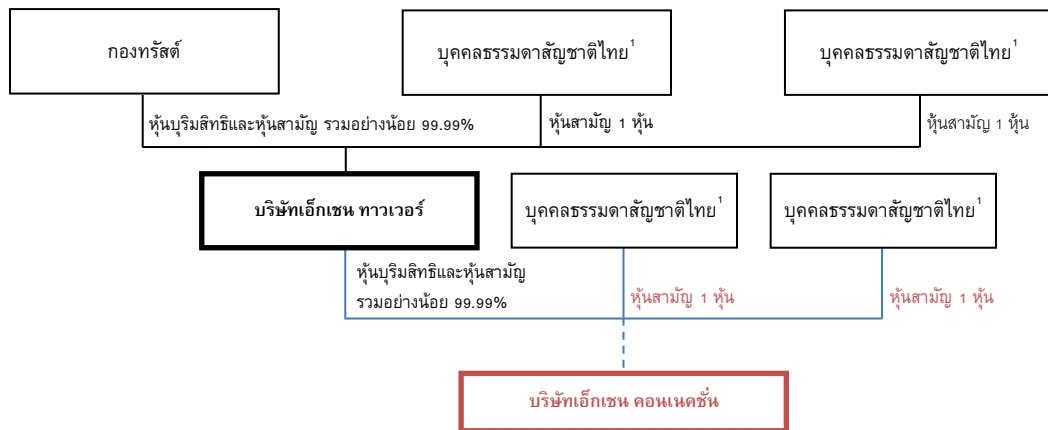 กองทรัสต์
บุคคลธรรมดาสัญชาติไทย¹
บุคคลธรรมดาสัญชาติไทย¹
หุ้นบุริมสิทธิและหุ้นสามัญ รวมอย่างน้อย 99.99%
หุ้นสามัญ 1 หุ้น
หุ้นสามัญ 1 หุ้น
บริษัทเอ็กเชน ทาวเวอร์
บุคคลธรรมดาสัญชาติไทย¹
บุคคลธรรมดาสัญชาติไทย¹
หุ้นบุริมสิทธิและหุ้นสามัญ
รวมอย่างน้อย 99.99%
หุ้นสามัญ 1 หุ้น
หุ้นสามัญ 1 หุ้น
บริษัทเอ็กเชน คอนเนคชั่น